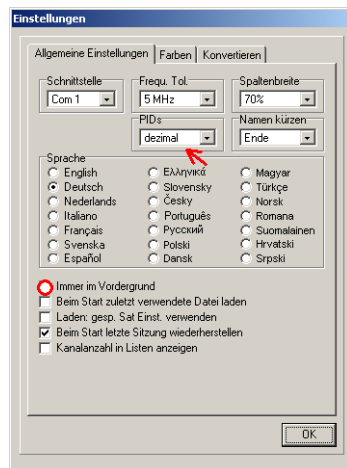 Einstellungen
Allgemeine Einstellungen Farben Konvertieren
Schnittstelle Frequ. Tol. Spaltenbreite
Com 1 5 MHz 70%
PIDs Namen kürzen
dezimal Ende
Sprache
English Ελληνικά Magyar
Deutsch Slovensky Türkçe
Nederlands Česky Norsk
Italiano Português Romana
Français Русский Suomalainen
Svenska Polski Hrvatski
Español Dansk Srpski
Immer im Vordergrund
Beim Start zuletzt verwendete Datei laden
Laden: gesp. Sat Einst. verwenden
Beim Start letzte Sitzung wiederherstellen
Kanalanzahl in Listen anzeigen
OK